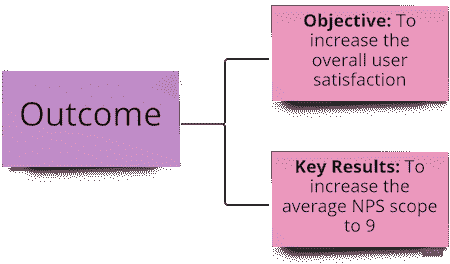 Outcome
Objective: To
increase the
overall user
satisfaction
Key Results: To
increase the
average NPS scope
to 9